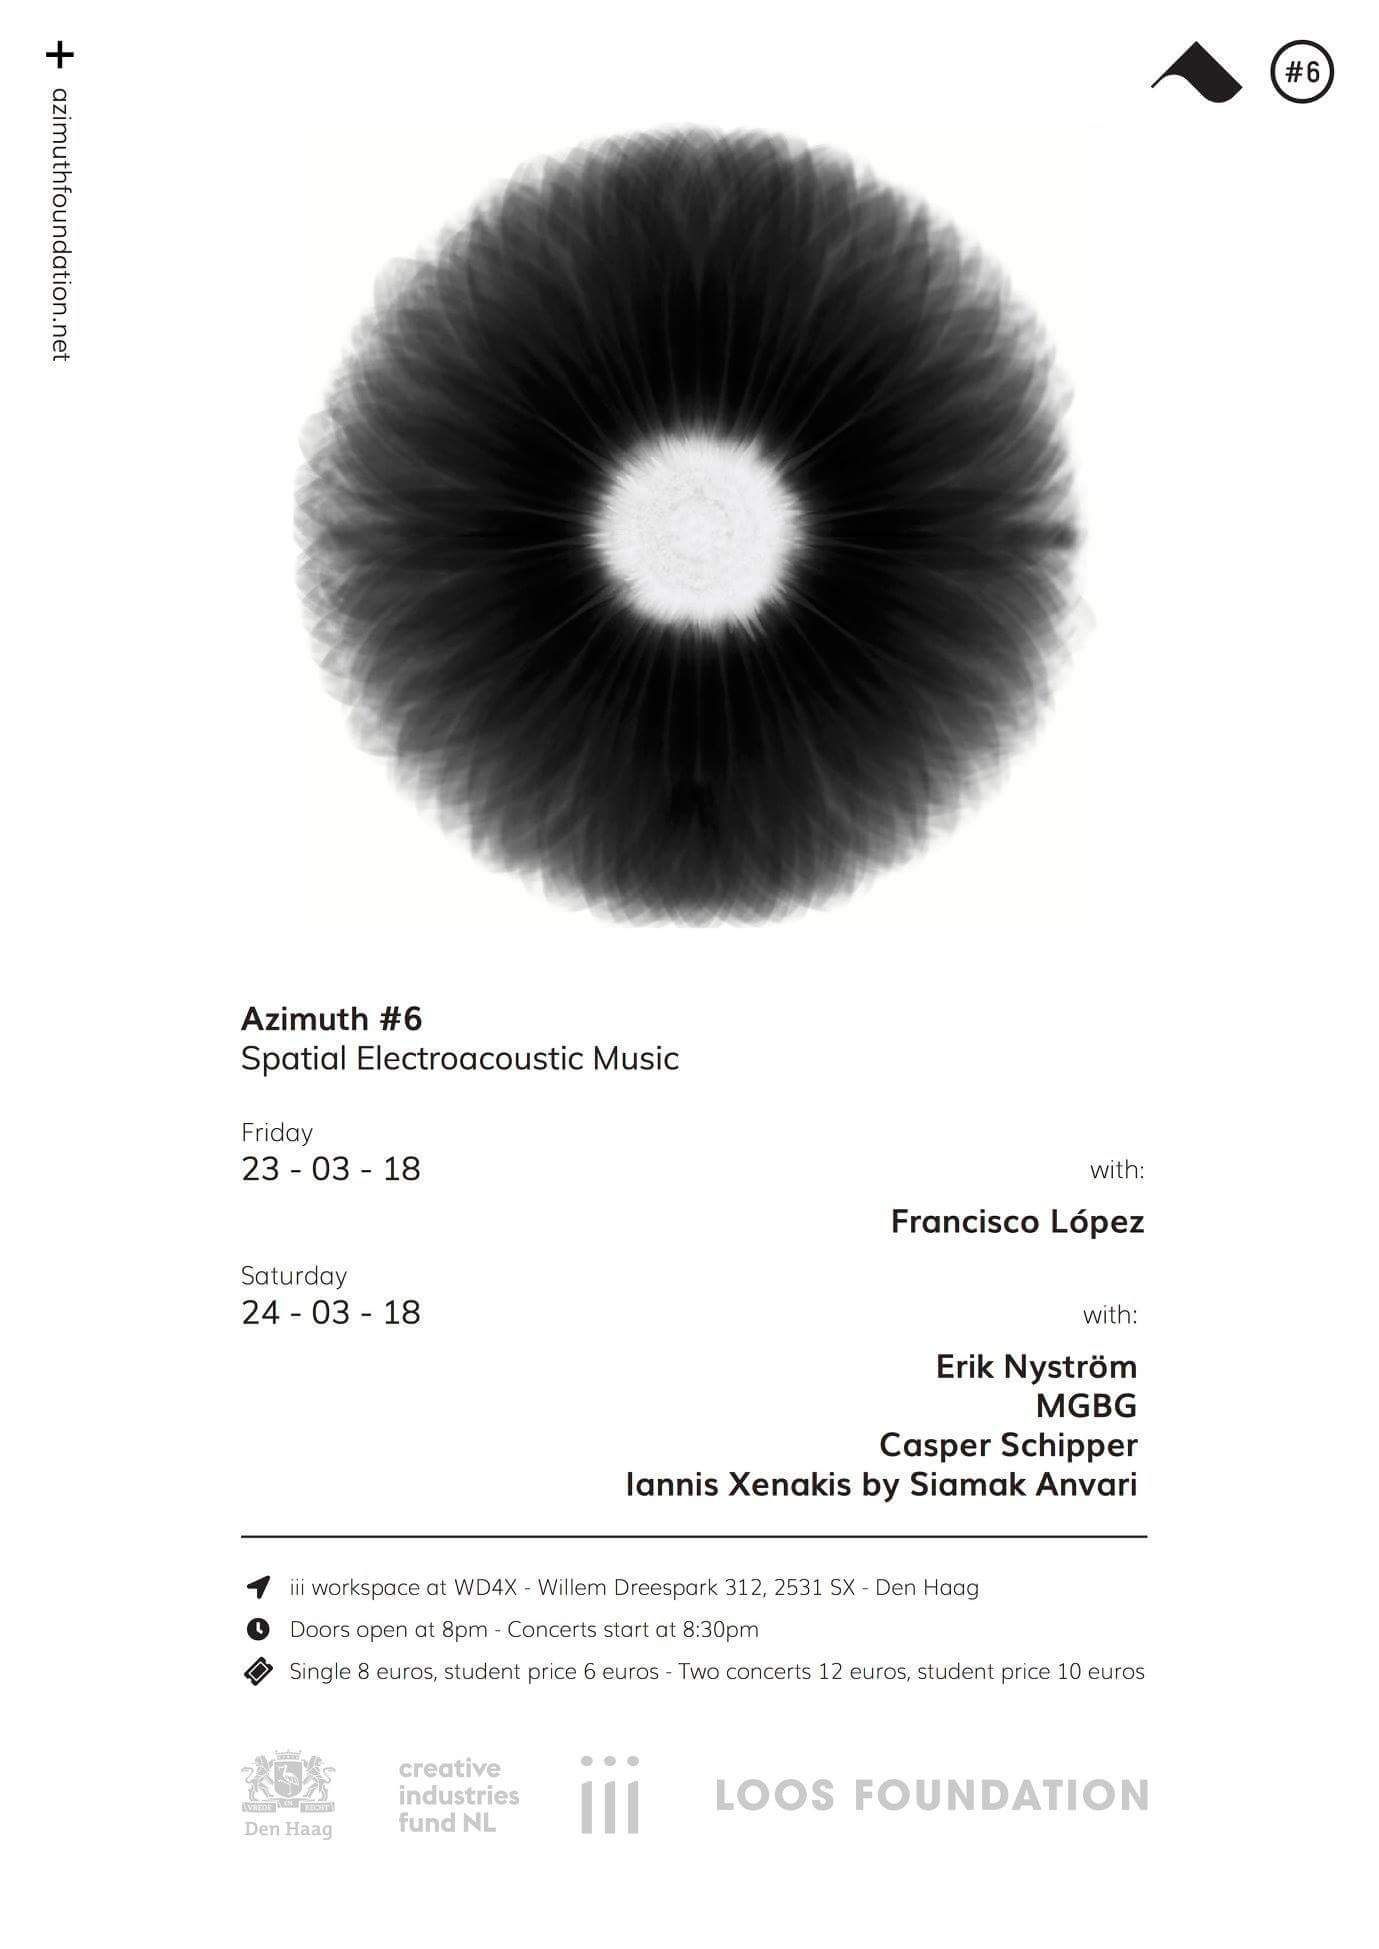 + azimuthfoundation.net
#6
Azimuth #6
Spatial Electroacoustic Music
Friday
23 - 03 - 18
with:
Francisco López
Saturday
24 - 03 - 18
with:
Erik Nyström
MGBG
Casper Schipper
Iannis Xenakis by Siamak Anvari
iii workspace at WD4X - Willem Dreespark 312, 2531 SX - Den Haag
Doors open at 8pm - Concerts start at 8:30pm
Single 8 euros, student price 6 euros - Two concerts 12 euros, student price 10 euros
VREDE EN RECHT
Den Haag
creative
industries
fund NL
iii
LOOS FOUNDATION